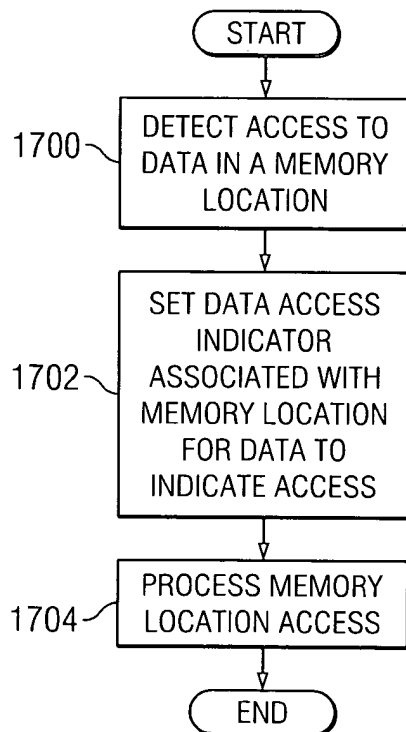 START
1700
DETECT ACCESS TO
DATA IN A MEMORY
LOCATION
1702
SET DATA ACCESS
INDICATOR
ASSOCIATED WITH
MEMORY LOCATION
FOR DATA TO
INDICATE ACCESS
1704
PROCESS MEMORY
LOCATION ACCESS
END